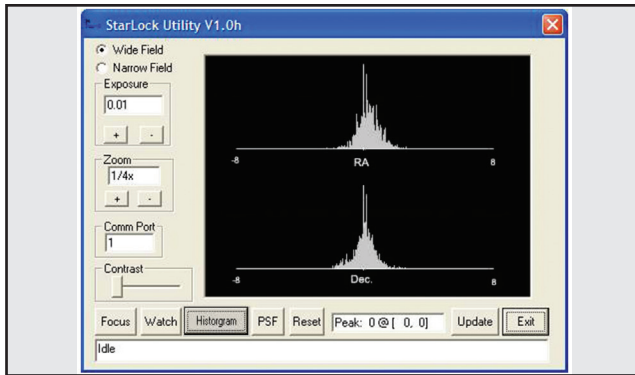 StarLock Utility V1.0h
Wide Field
Narrow Field
Exposure
0.01
+ -
Zoom
1/4x
+ -
Comm Port
1
Contrast
-8 RA 8
-8 Dec. 8
Focus Watch Historgram PSF Reset Peak: 0 @ [ 0, 0] Update Exit
Idle